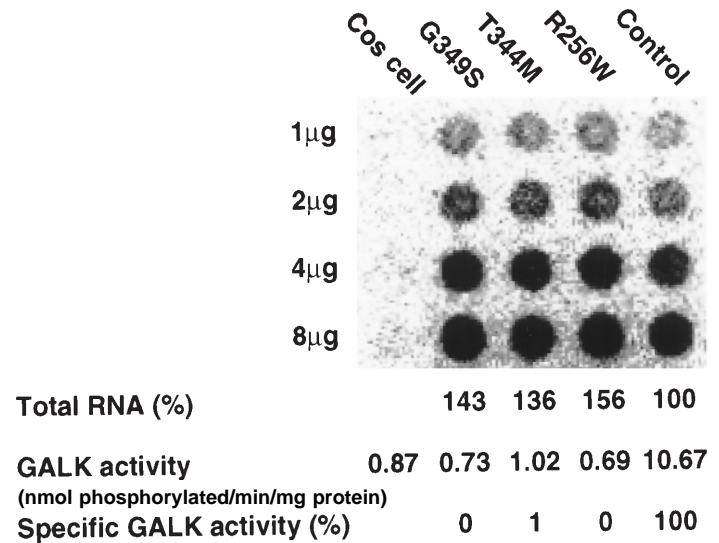 Cos cell G349S T344M R256W Control
1µg
2µg
4µg
8µg
Total RNA (%) 143 136 156 100
GALK activity 0.87 0.73 1.02 0.69 10.67
(nmol phosphorylated/min/mg protein)
Specific GALK activity (%) 0 1 0 100